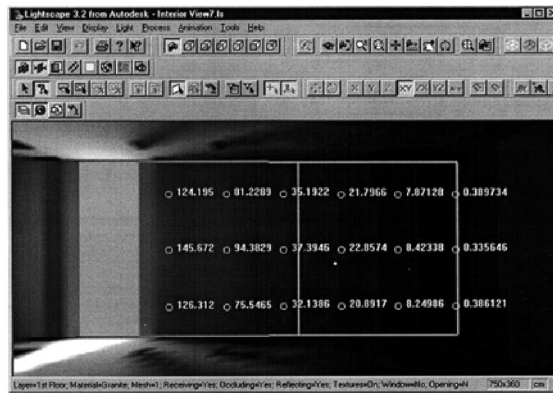 Lightscape 3.2 from Autodesk - Interior View7.ls
File Edit View Display Light Process Animation Tools Help
124.195 81.2289 35.1922 21.7966 7.87128 0.389734
145.672 94.3829 37.3946 22.8574 8.42338 0.335646
126.312 75.5465 32.1386 20.8917 8.24986 0.386121
Layer=1st Floor; Material=Granite; Mesh=1; Receiving=Yes; Occluding=Yes; Reflecting=Yes; Textures=On; Window=No; Opening=N 750x360 cm